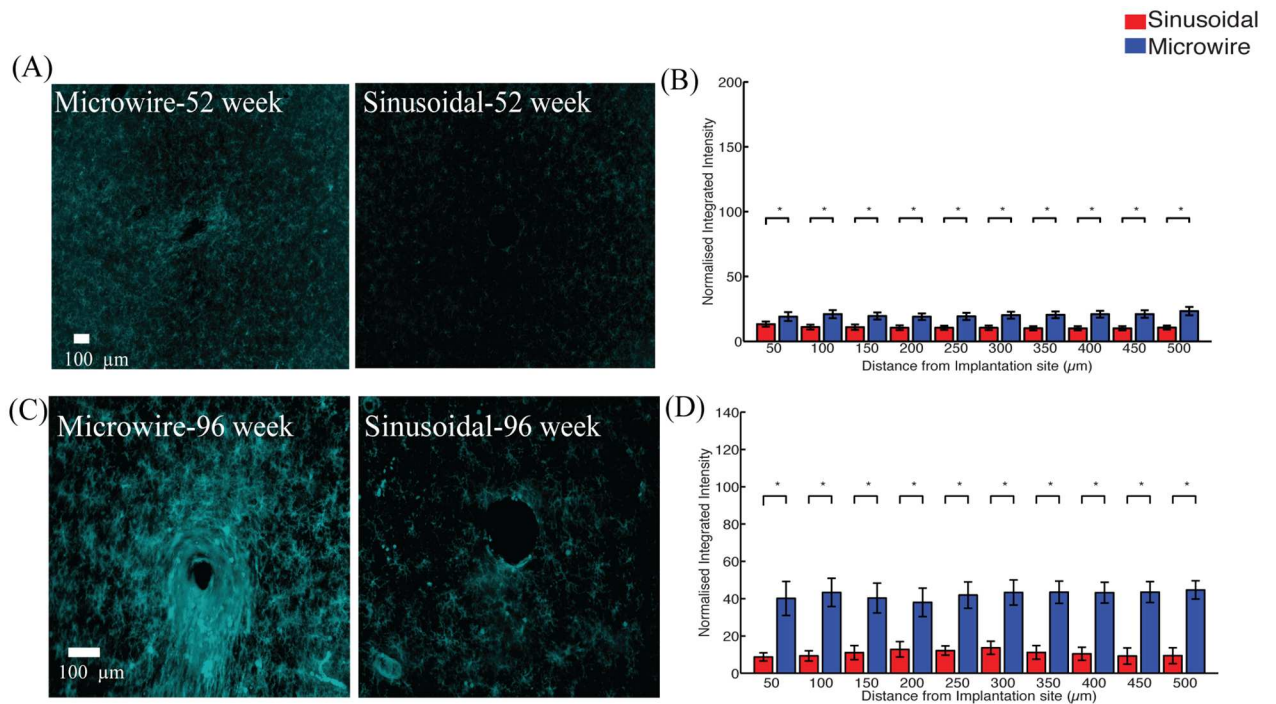 Sinusoidal
Microwire
(A)
Microwire-52 week
100 µm
Sinusoidal-52 week
(B)
200
150
100
50
0
Normalised Integrated Intensity
* * * * * * * * * *
50 100 150 200 250 300 350 400 450 500
Distance from Implantation site (µm)
(C)
Microwire-96 week
100 µm
Sinusoidal-96 week
(D)
140
120
100
80
60
40
20
0
Normalised Integrated Intensity
* * * * * * * * * *
50 100 150 200 250 300 350 400 450 500
Distance from Implantation site (µm)